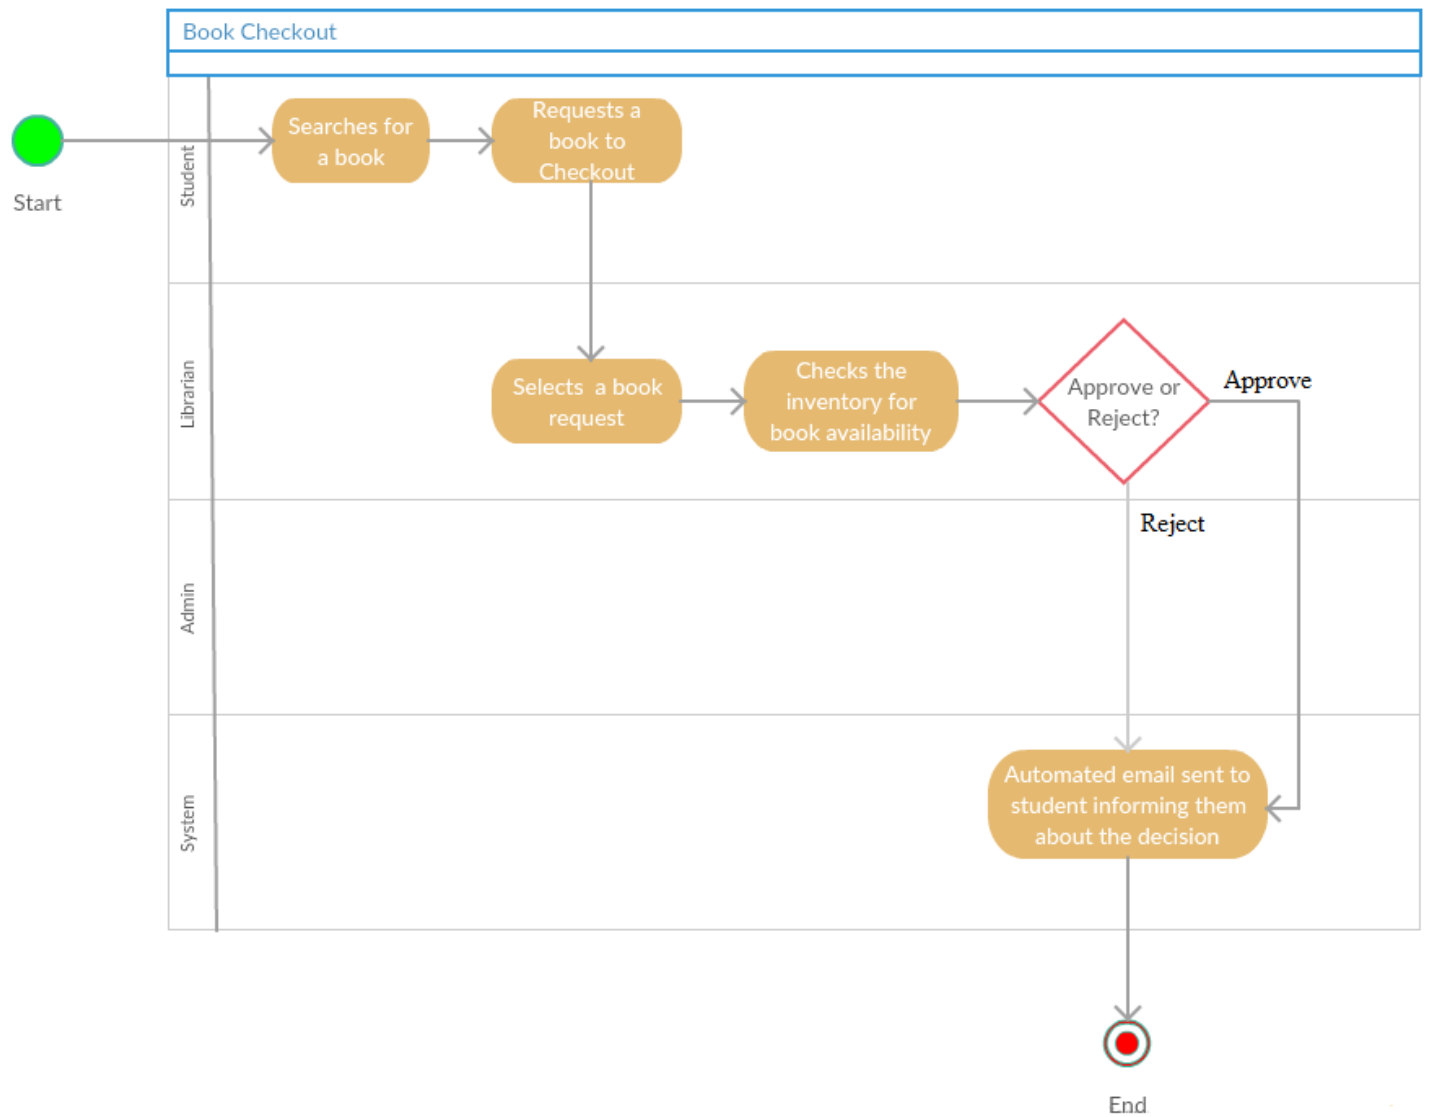 Book Checkout
Start
Student
Searches for
a book
Requests a
book to
Checkout
Librarian
Selects  a book
request
Checks the
inventory for
book availability
Approve or
Reject?
Approve
Reject
Admin
System
Automated email sent to
student informing them
about the decision
End